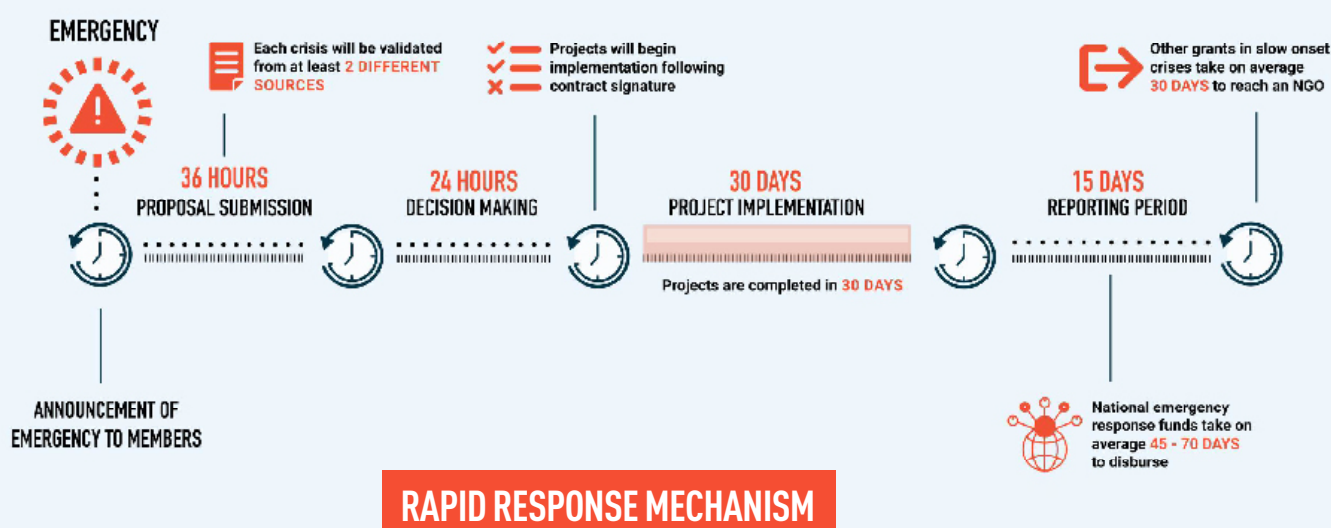 EMERGENCY
Each crisis will be validated
from at least 2 DIFFERENT
SOURCES
Projects will begin
implementation following
contract signature
Other grants in slow onset
crises take on average
30 DAYS to reach an NGO
36 HOURS
PROPOSAL SUBMISSION
24 HOURS
DECISION MAKING
30 DAYS
PROJECT IMPLEMENTATION
15 DAYS
REPORTING PERIOD
Projects are completed in 30 DAYS
ANNOUNCEMENT OF
EMERGENCY TO MEMBERS
National emergency
response funds take on
average 45 - 70 DAYS
to disburse
RAPID RESPONSE MECHANISM